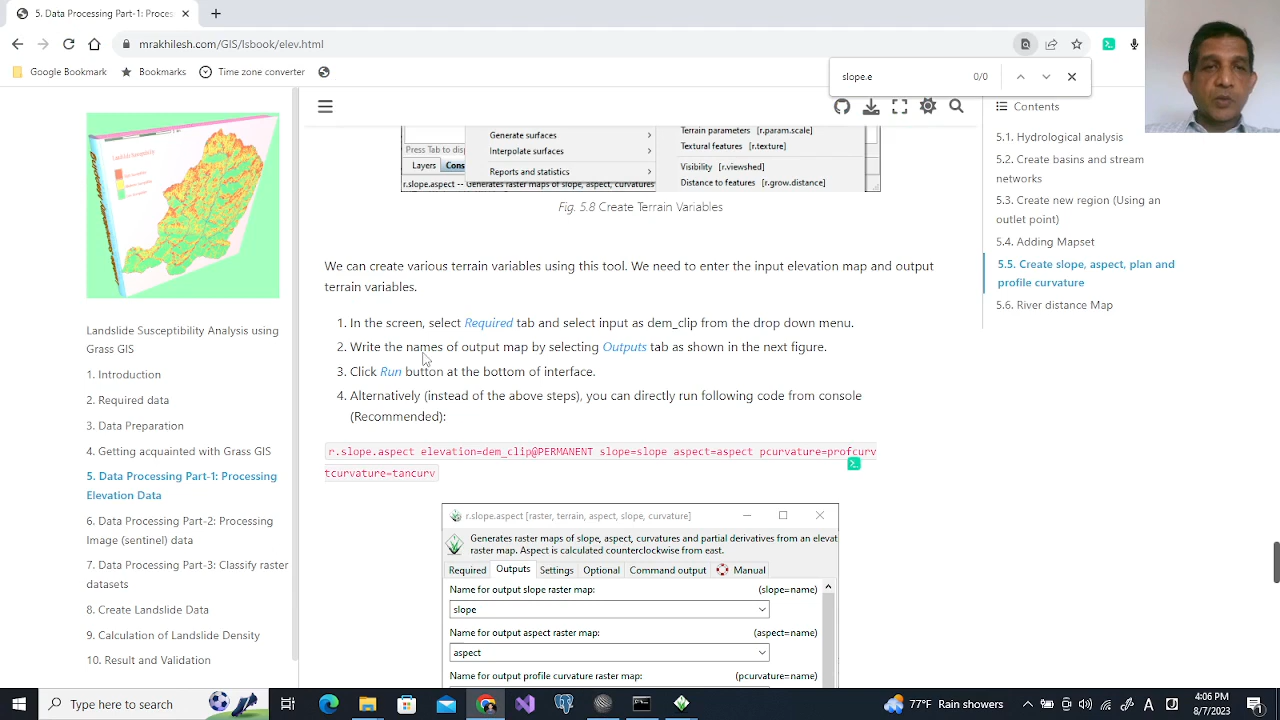 5. Data Processing Part-1: Process
mrakhilesh.com/GIS/lsbook/elev.html
Google Bookmark
Bookmarks
Time zone converter
slope.e
0/0
Press Tab to disp
Layers
Cons
r.slope.aspect -- Generates raster maps of slope, aspect, curvatures
Generate surfaces
Interpolate surfaces
Reports and statistics
Terrain parameters [r.param.scale]
Textural features [r.texture]
Visibility [r.viewshed]
Distance to features [r.grow.distance]
Fig. 5.8 Create Terrain Variables
We can create various terrain variables using this tool. We need to enter the input elevation map and output
terrain variables.
1. In the screen, select Required tab and select input as dem_clip from the drop down menu.
2. Write the names of output map by selecting Outputs tab as shown in the next figure.
3. Click Run button at the bottom of interface.
4. Alternatively (instead of the above steps), you can directly run following code from console
(Recommended):
r.slope.aspect elevation=dem_clip@PERMANENT slope=slope aspect=aspect pcurvature=profcurv
tcurvature=tancurv
r.slope.aspect [raster, terrain, aspect, slope, curvature]
Generates raster maps of slope, aspect, curvatures and partial derivatives from an elevat
raster map. Aspect is calculated counterclockwise from east.
Required
Outputs
Settings
Optional
Command output
Manual
Name for output slope raster map:
(slope=name)
slope
Name for output aspect raster map:
(aspect=name)
aspect
Name for output profile curvature raster map:
(pcurvature=name)
Landslide Susceptibility
Landslide Susceptibility Analysis using
Grass GIS
1. Introduction
2. Required data
3. Data Preparation
4. Getting acquainted with Grass GIS
5. Data Processing Part-1: Processing
Elevation Data
6. Data Processing Part-2: Processing
Image (sentinel) data
7. Data Processing Part-3: Classify raster
datasets
8. Create Landslide Data
9. Calculation of Landslide Density
10. Result and Validation
Contents
5.1. Hydrological analysis
5.2. Create basins and stream
networks
5.3. Create new region (Using an
outlet point)
5.4. Adding Mapset
5.5. Create slope, aspect, plan and
profile curvature
5.6. River distance Map
Type here to search
77°F Rain showers
4:06 PM
8/7/2023